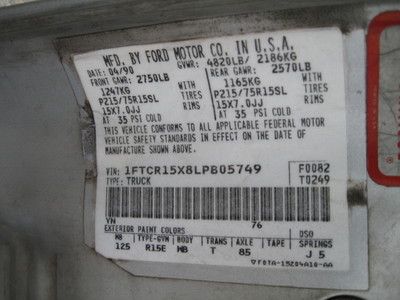 MFD. BY FORD MOTOR CO. IN U.S.A.
DATE: 04/90 GVWR: 4820LB/ 2186KG
FRONT GAWR: 2750LB REAR GAWR: 2570LB
1247KG WITH 1165KG WITH
P215/75R15SL TIRES P215/75R15SL TIRES
15X7.0JJ RIMS 15X7.0JJ RIMS
AT 35 PSI COLD AT 35 PSI COLD
THIS VEHICLE CONFORMS TO ALL APPLICABLE FEDERAL MOTOR
VEHICLE SAFETY STANDARDS IN EFFECT ON THE DATE OF
MANUFACTURE SHOWN ABOVE.
VIN: 1FTCR15X8LPB05749 F0082
TYPE: TRUCK T0249
YN 76
EXTERIOR PAINT COLORS DSO
WB TYPE-GVW BODY TRANS AXLE TAPE SPRINGS
125 R15E WB T 85 J 5